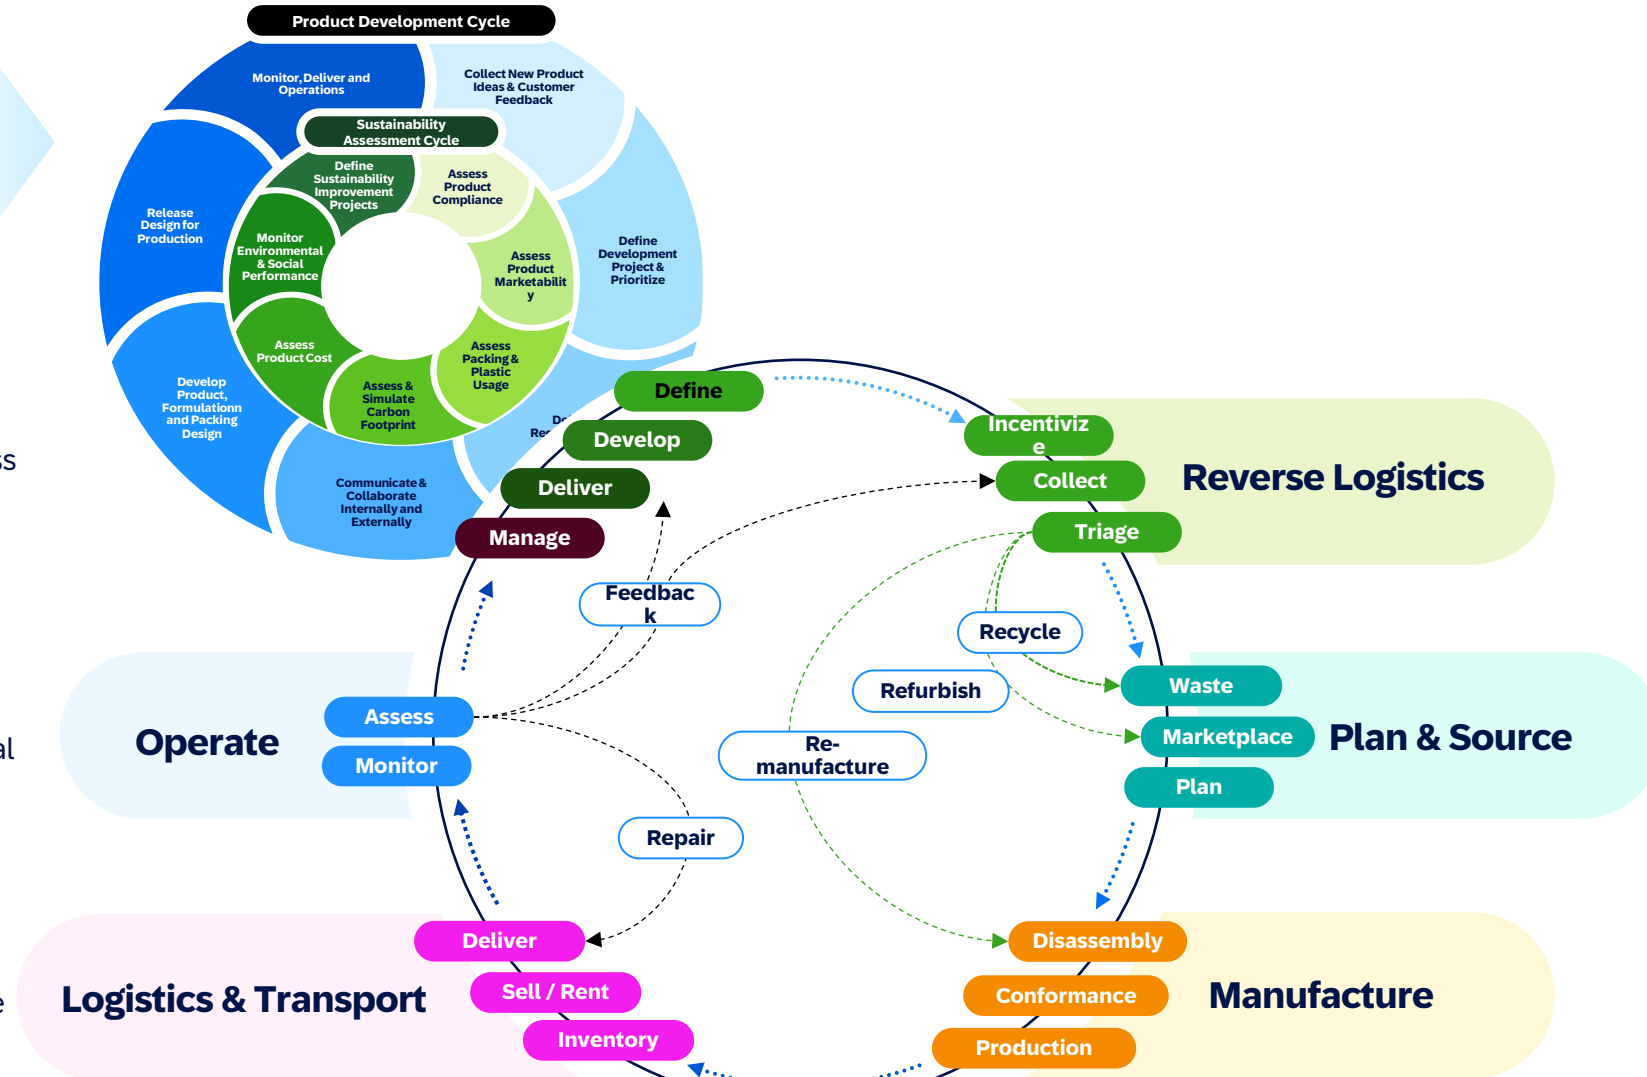 Product Development Cycle
Monitor, Deliver and
Operations
Collect New Product
Ideas & Customer
Feedback
Sustainability
Assessment Cycle
Define
Sustainability
Improvement
Projects
Assess
Product
Compliance
Release
Design for
Production
Monitor
Environmental
& Social
Performance
Assess
Product
Marketabilit
y
Define
Development
Project &
Prioritize
Assess
Product Cost
Assess
Packing &
Plastic
Usage
Assess &
Simulate
Carbon
Footprint
Develop
Product,
Formulationn
and Packing
Design
Communicate &
Collaborate
Internally and
Externally
Define
Develop
Deliver
Manage
Incentiviz
e
Collect
Triage
Reverse Logistics
Feedbac
k
Recycle
Refurbish
Re-
manufacture
Repair
Waste
Marketplace
Plan
Plan & Source
Operate
Assess
Monitor
Deliver
Sell / Rent
Inventory
Logistics & Transport
Disassembly
Conformance
Production
Manufacture